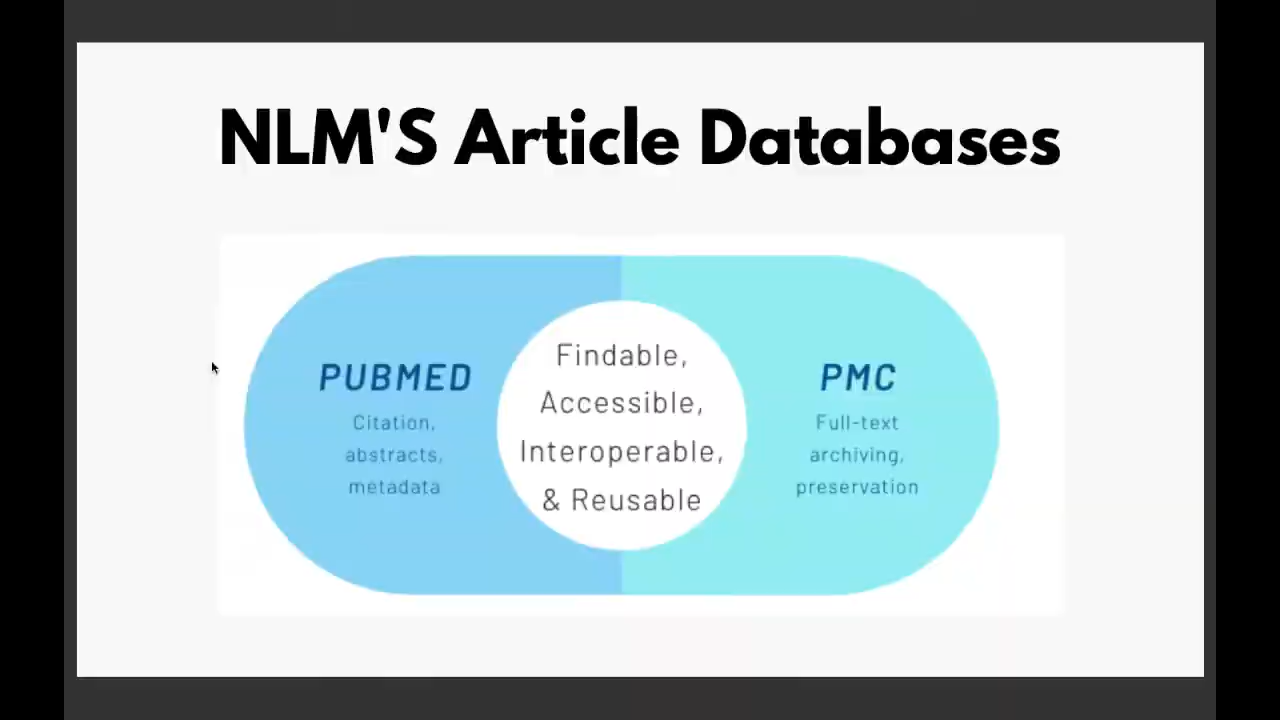 NLM'S Article Databases
PUBMED
Citation,
abstracts,
metadata
Findable,
Accessible,
Interoperable,
& Reusable
PMC
Full-text
archiving,
preservation